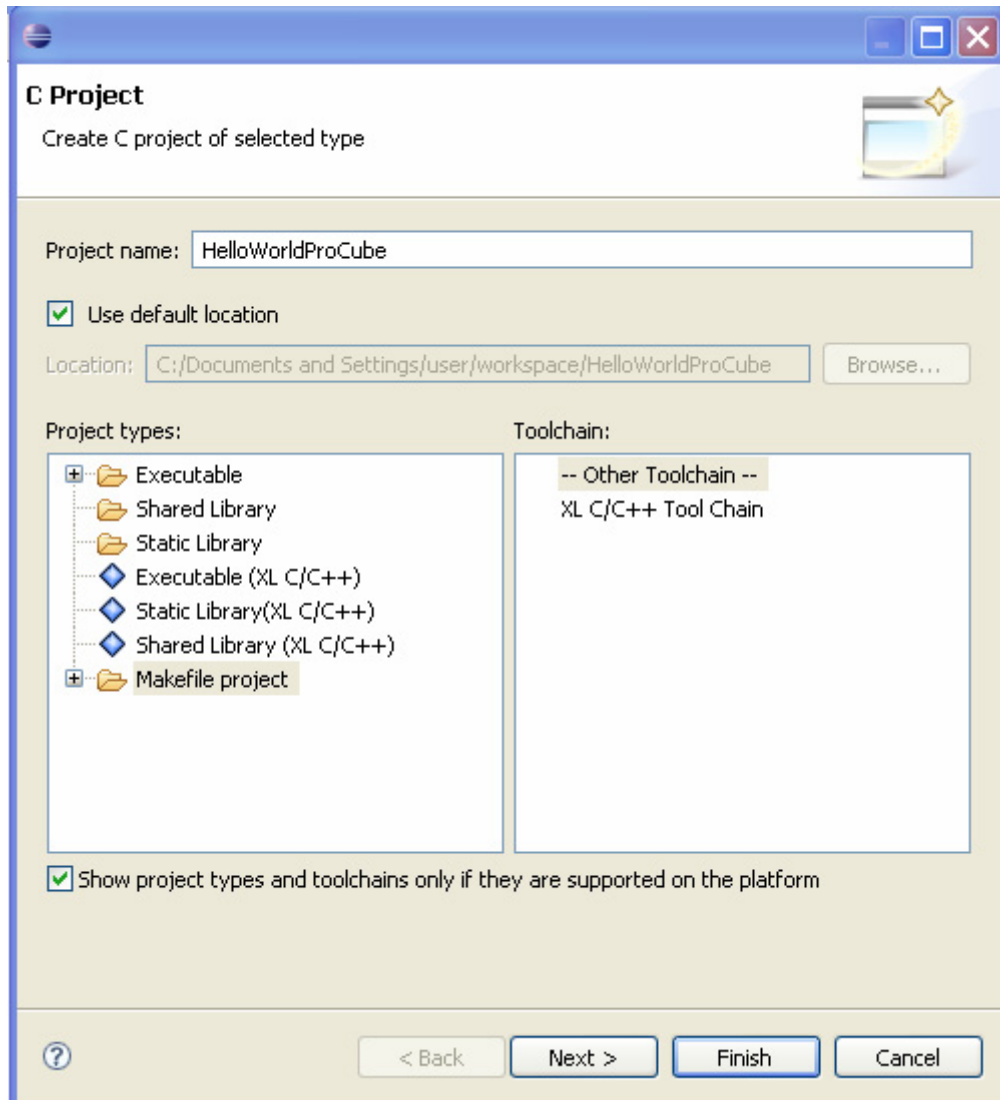 C Project
Create C project of selected type
Project name: HelloWorldProCube
Use default location
Location: C:/Documents and Settings/user/workspace/HelloWorldProCube Browse...
Project types:
Executable
Shared Library
Static Library
Executable (XL C/C++)
Static Library(XL C/C++)
Shared Library (XL C/C++)
Makefile project
Toolchain:
-- Other Toolchain --
XL C/C++ Tool Chain
Show project types and toolchains only if they are supported on the platform
? < Back Next > Finish Cancel